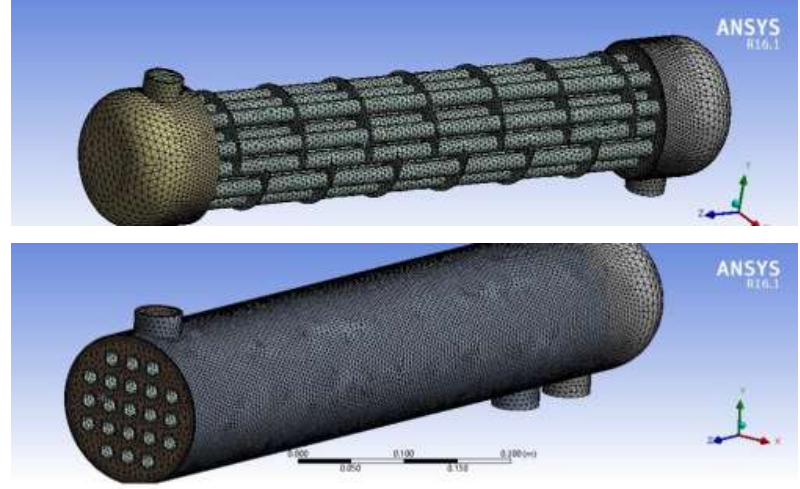 ANSYS
R16.1
Y
Z
ANSYS
R16.1
0.000
0.100
0.200 (m)
0.050
0.150
Y
Z
X